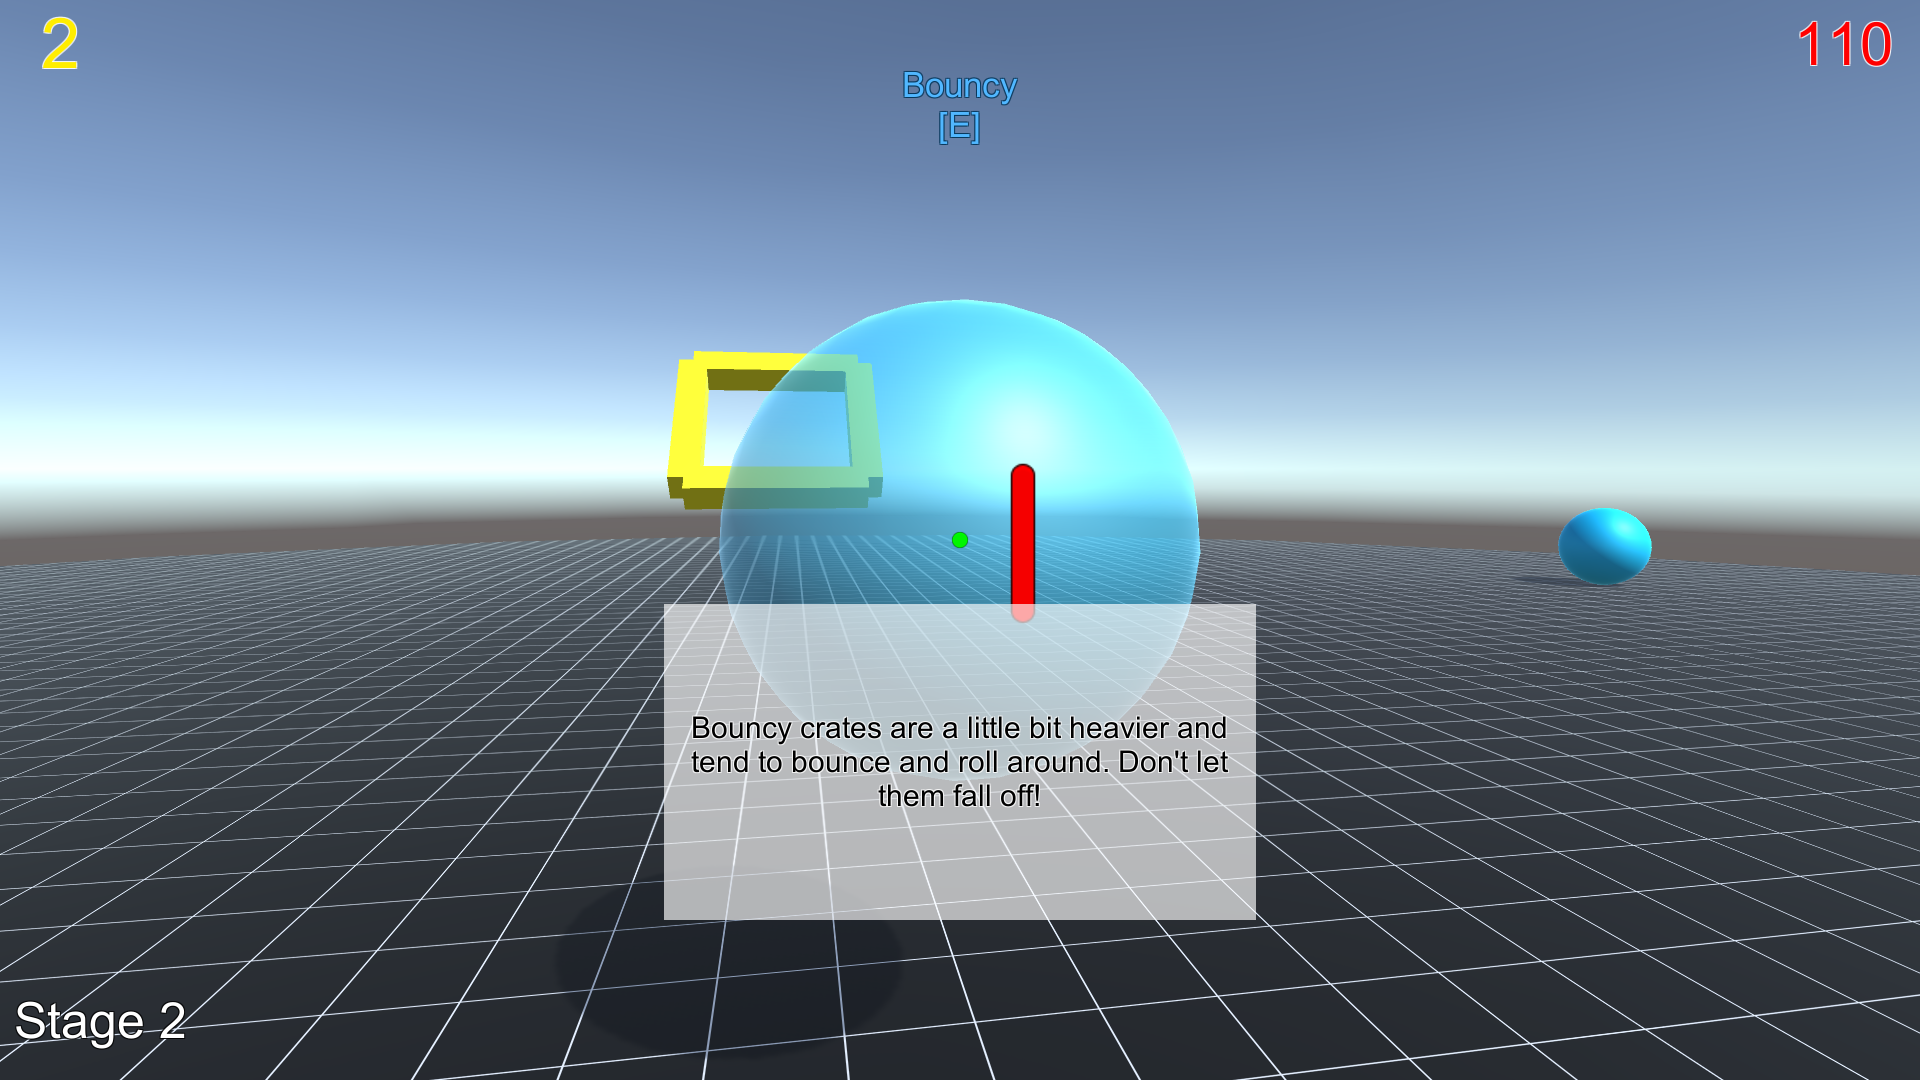 2
110
Bouncy
[E]
Bouncy crates are a little bit heavier and
tend to bounce and roll around. Don't let
them fall off!
Stage 2